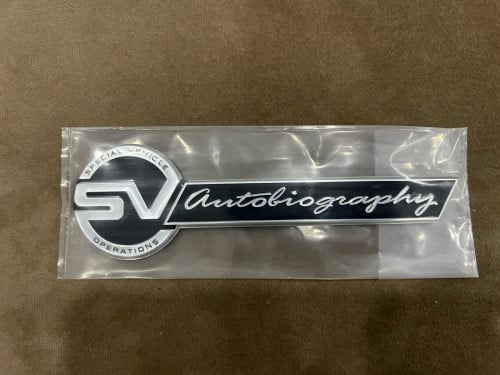 SPECIAL VEHICLE
SV
OPERATIONS
Autobiography